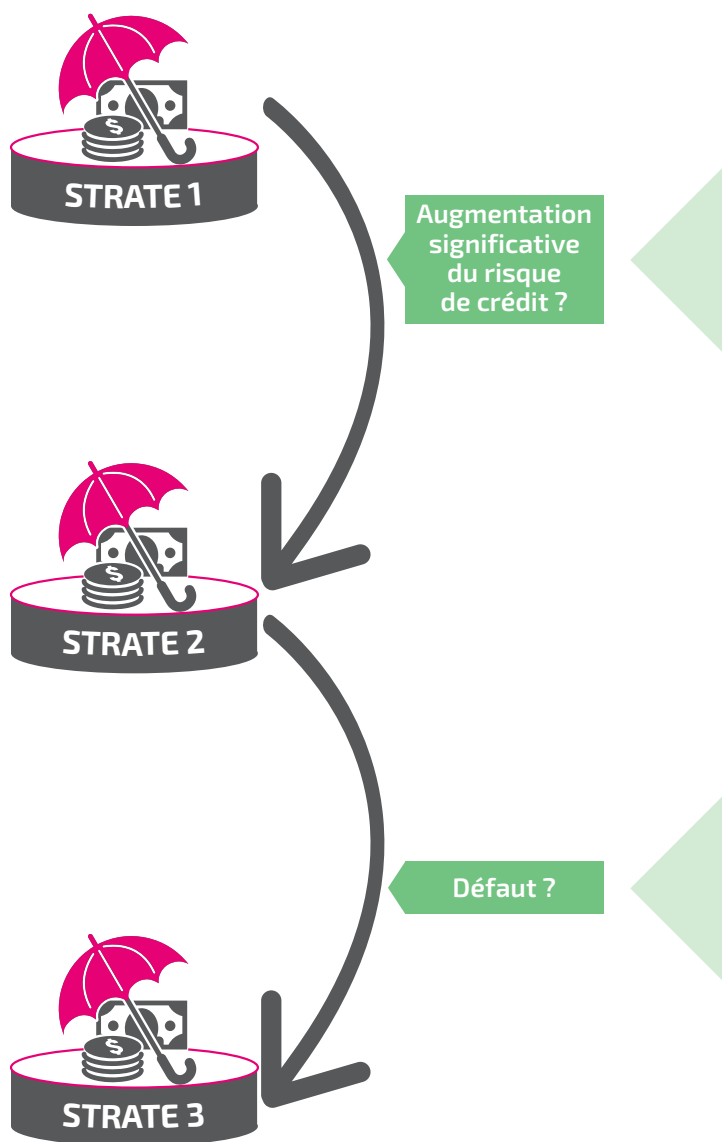 $
STRATE 1
Augmentation
significative
du risque
de crédit ?
$
STRATE 2
Défaut ?
$
STRATE 3